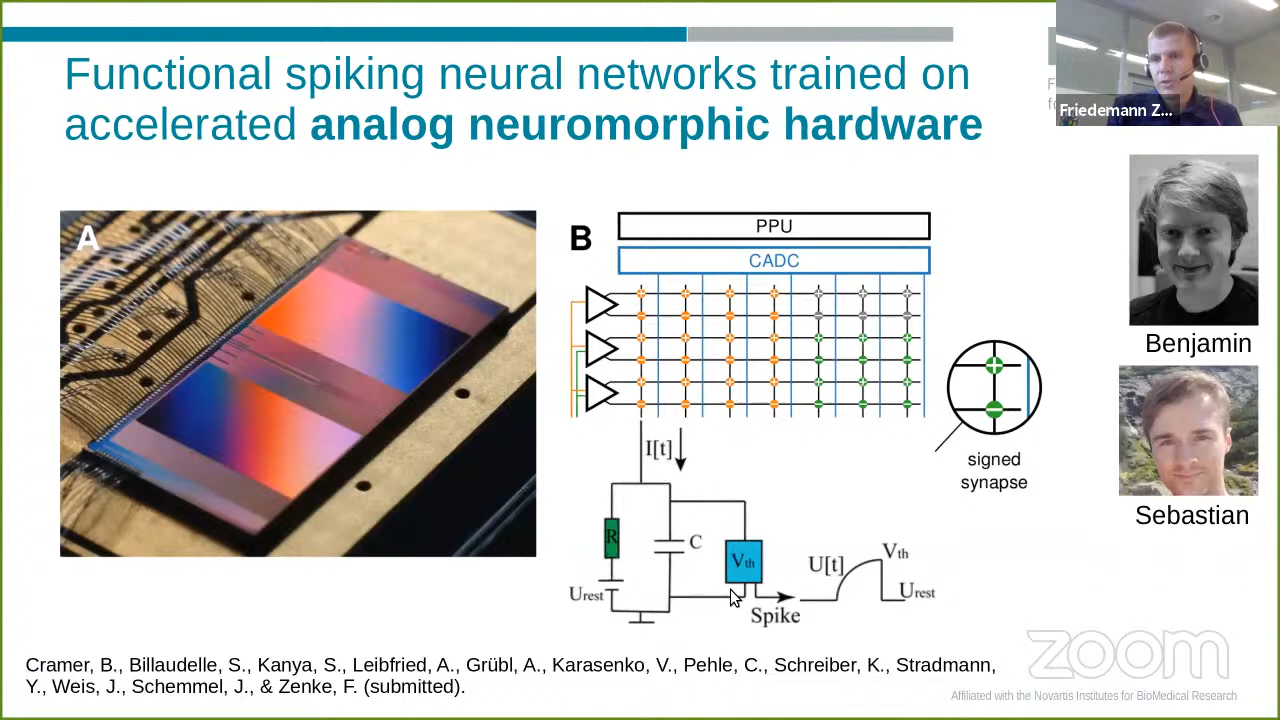 Functional spiking neural networks trained on
accelerated analog neuromorphic hardware
Friedemann Z...
A
B
PPU
CADC
I[t]
R
C
Vth
Urest
Spike
U[t]
Vth
Urest
signed
synapse
Benjamin
Sebastian
Cramer, B., Billaudelle, S., Kanya, S., Leibfried, A., Grübl, A., Karasenko, V., Pehle, C., Schreiber, K., Stradmann,
Y., Weis, J., Schemmel, J., & Zenke, F. (submitted).
zoom
Affiliated with the Novartis Institutes for BioMedical Research